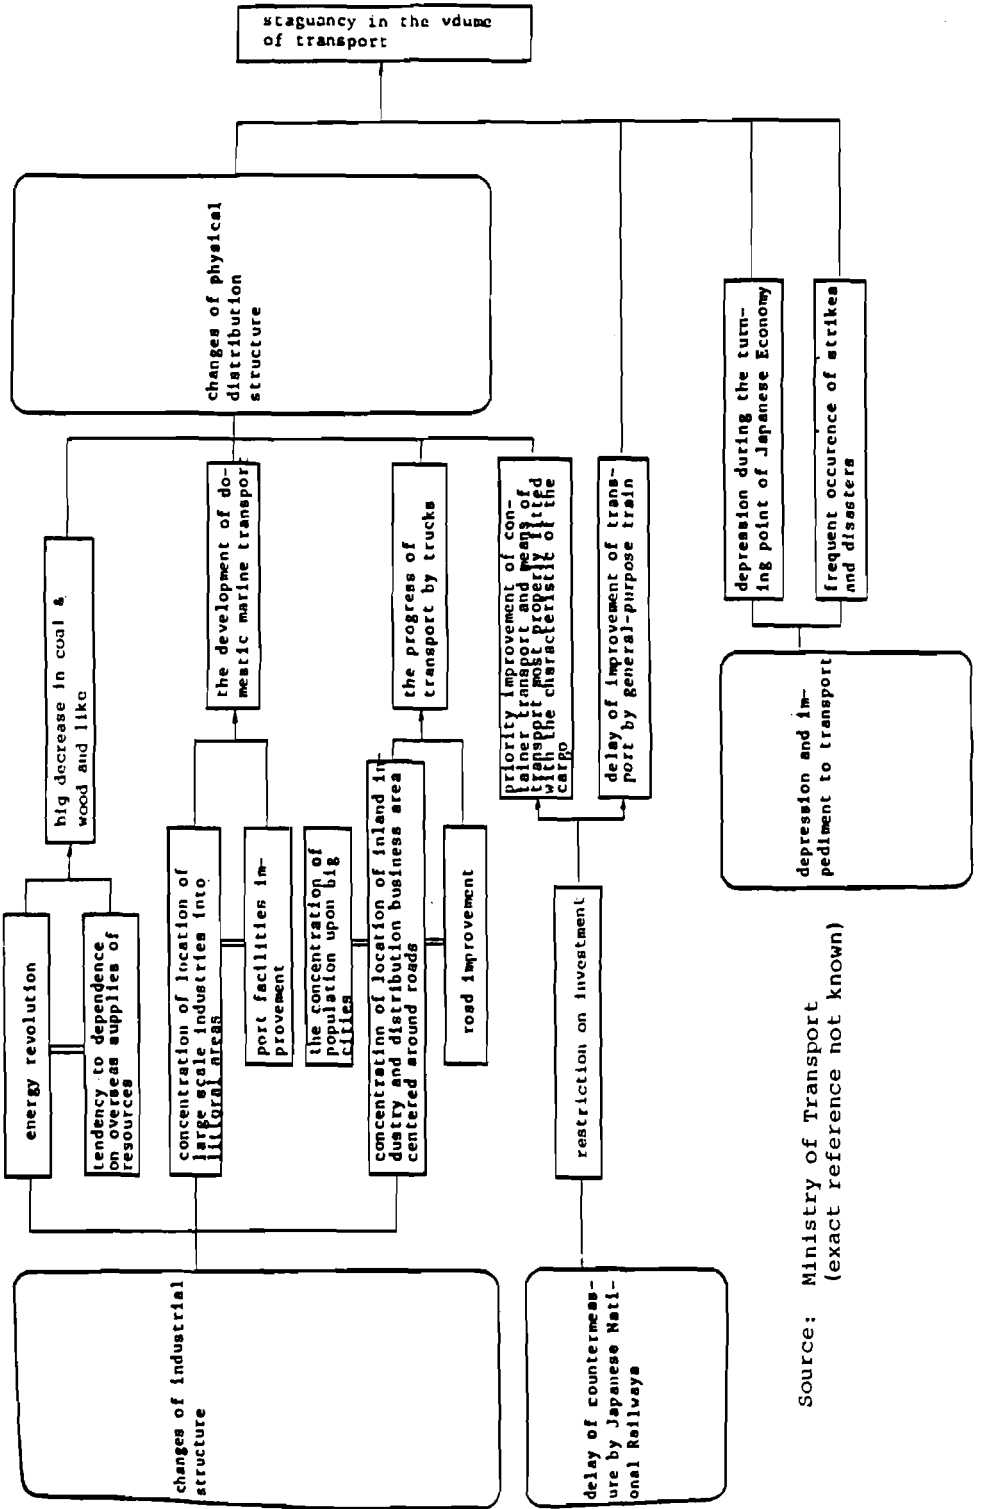 staguancy in the vdume
of transport
changes of physical
distribution
structure
big decrease in coal &
wood and like
the development of do-
mestic marine transport
the progress of
transport by trucks
priority improvement of con-
tainer transport and means of
transport most properly fitted
with the characteristic of the
cargo
delay of improvement of trans-
port by general-purpose train
depression during the turn-
ing point of Japanese Economy
frequent occurence of strikes
and disasters
energy revolution
tendency to dependence
on overseas supplies of
resources
concentration of location of
large scale industries into
littoral areas
port facilities im-
provement
the concentration of
population upon big
cities
concentration of location of inland in-
dustry and distribution business area
centered around roads
road improvement
restriction on investment
depression and im-
pediment to transport
changes of industrial
structure
delay of countermeas-
ure by Japanese Nati-
onal Railways
Source: Ministry of Transport
(exact reference not known)